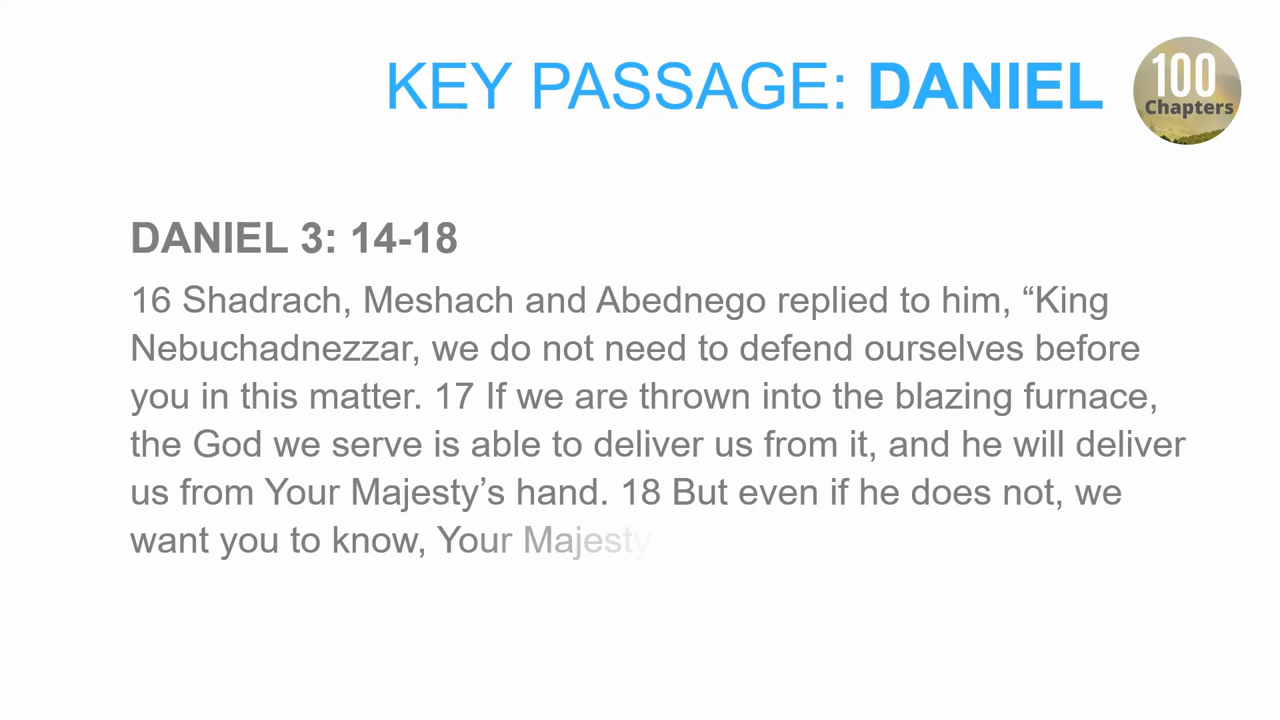 KEY PASSAGE: DANIEL
100
Chapters
DANIEL 3: 14-18
16 Shadrach, Meshach and Abednego replied to him, “King
Nebuchadnezzar, we do not need to defend ourselves before
you in this matter. 17 If we are thrown into the blazing furnace,
the God we serve is able to deliver us from it, and he will deliver
us from Your Majesty’s hand. 18 But even if he does not, we
want you to know, Your Majesty